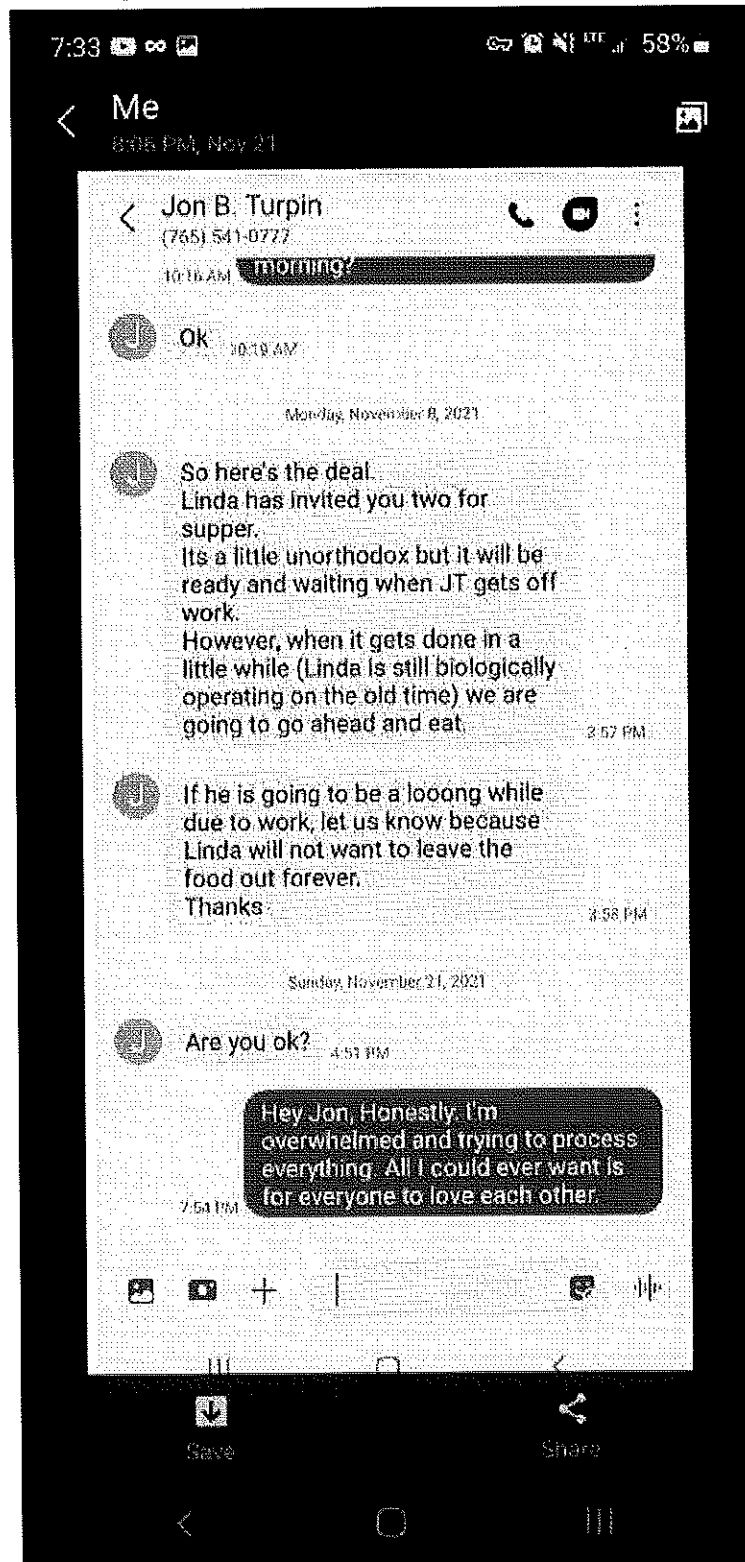 7:33
LTE 58%
Me
8:05 PM, Nov 21
Jon B. Turpin
(765) 541-0777
morning?
10:16 AM
Ok
10:19 AM
Monday, November 8, 2021
So here's the deal.
Linda has invited you two for
supper.
Its a little unorthodox but it will be
ready and waiting when JT gets off
work.
However, when it gets done in a
little while (Linda is still biologically
operating on the old time) we are
going to go ahead and eat.
3:57 PM
If he is going to be a looong while
due to work, let us know because
Linda will not want to leave the
food out forever.
Thanks
3:58 PM
Sunday, November 21, 2021
Are you ok?
4:51 PM
Hey Jon, Honestly. I'm
overwhelmed and trying to process
everything. All I could ever want is
for everyone to love each other.
7:54 PM
Save
Share